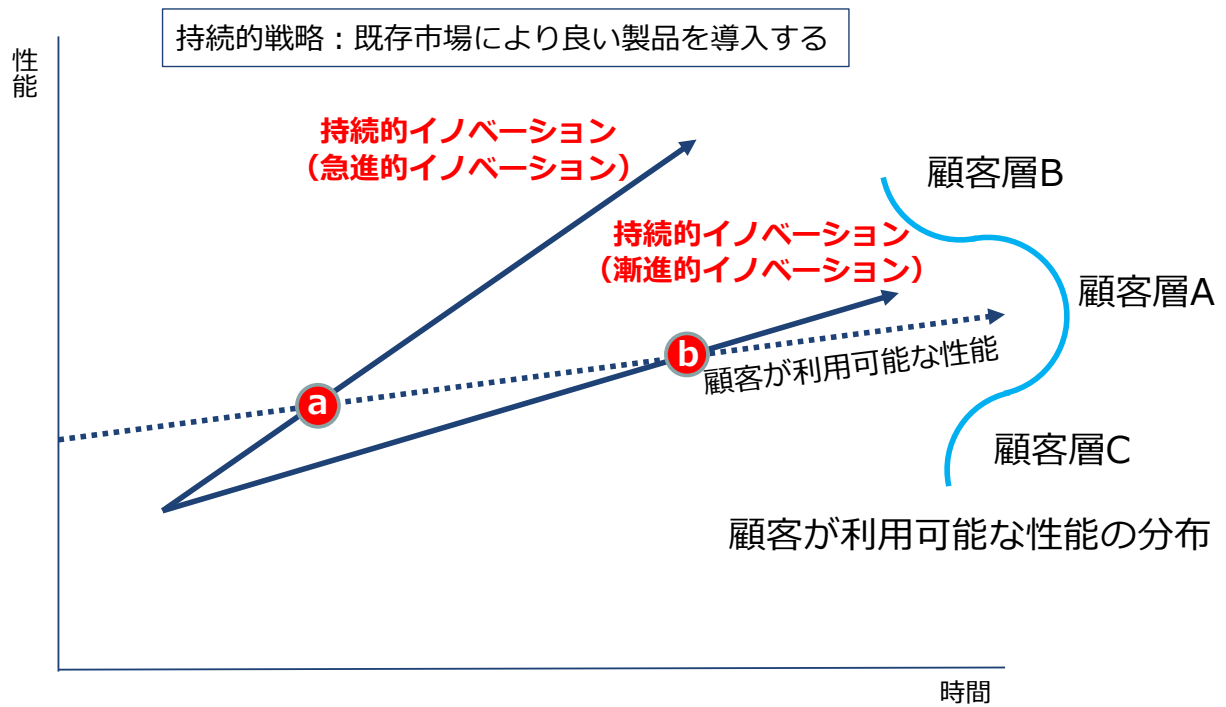 持続的戦略：既存市場により良い製品を導入する
性能
持続的イノベーション
（急進的イノベーション）
顧客層B
持続的イノベーション
（漸進的イノベーション）
顧客層A
b
顧客が利用可能な性能
a
顧客層C
顧客が利用可能な性能の分布
時間